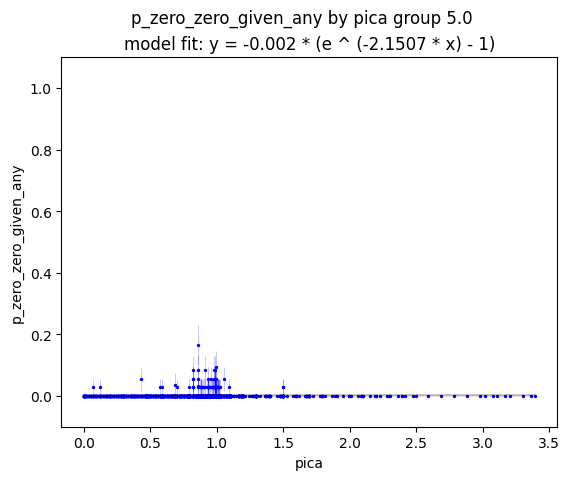 p_zero_zero_given_any by pica group 5.0
model fit: y = -0.002 * (e ^ (-2.1507 * x) - 1)
1.0
0.8
0.6
0.4
0.2
0.0
p_zero_zero_given_any
0.0 0.5 1.0 1.5 2.0 2.5 3.0 3.5
pica